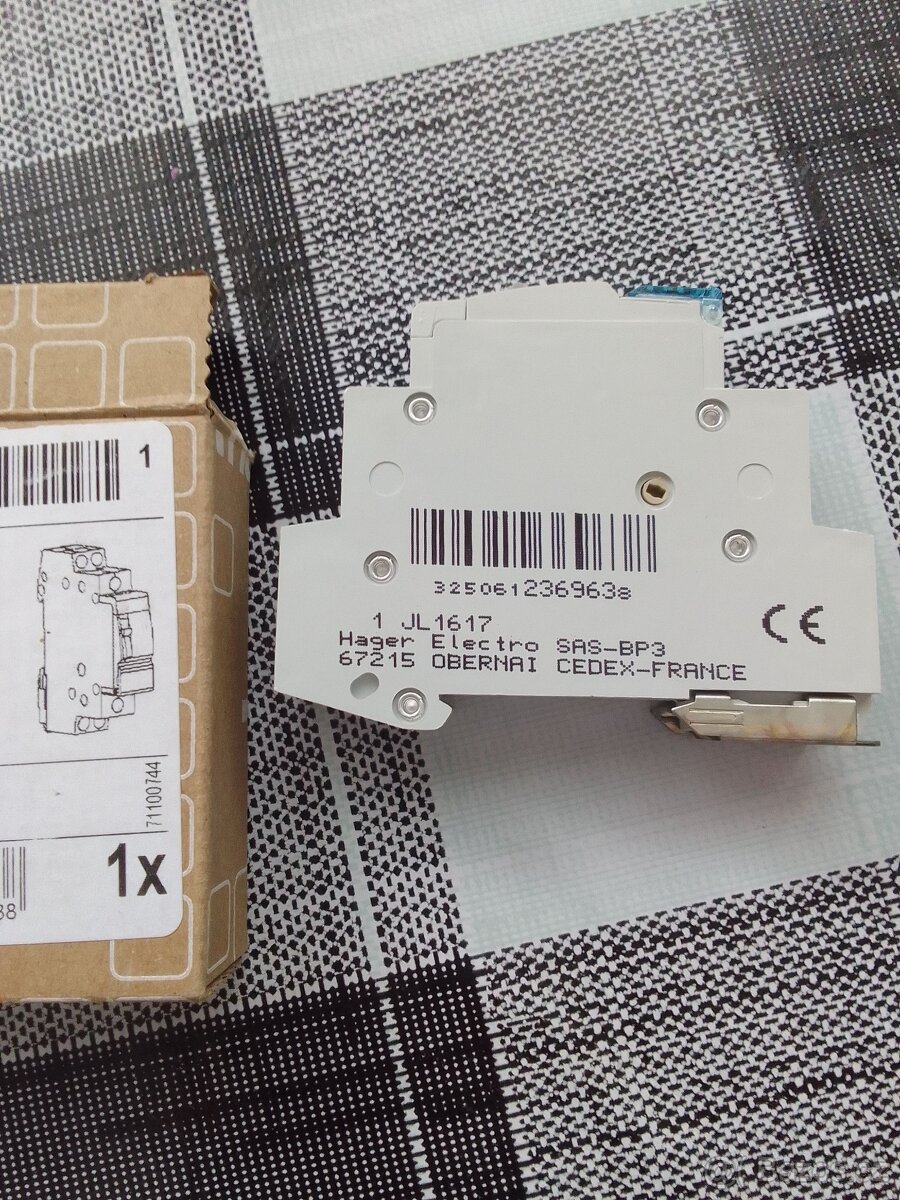 1
71100744
1x
38
3250612369638
1 JL1617
Hager Electro SAS-BP3
67215 OBERNAI CEDEX-FRANCE
CE